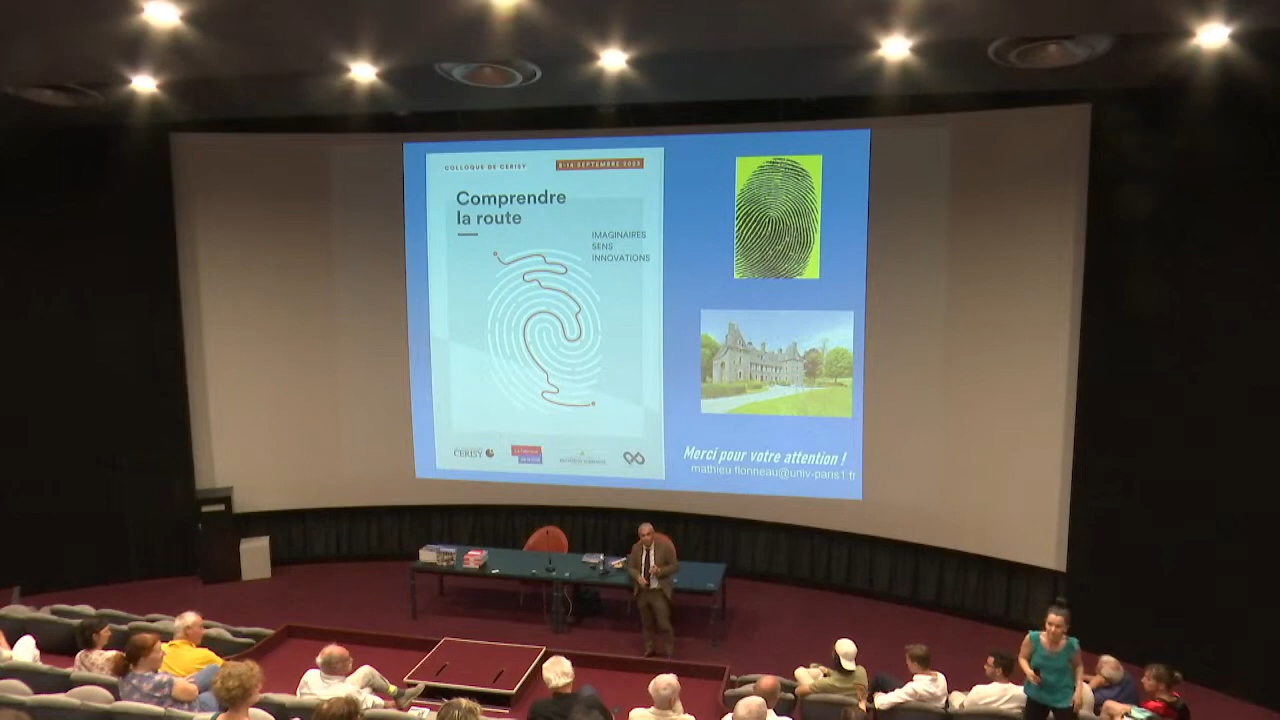 COLLOQUE DE CERISY
8-14 SEPTEMBRE 2023
Comprendre
la route
IMAGINAIRES
SENS
INNOVATIONS
CERISY
Merci pour votre attention !
mathieu.flonneau@univ-paris1.fr